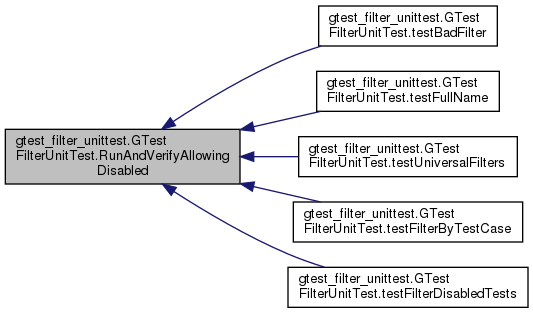 gtest_filter_unittest.GTest
FilterUnitTest.testBadFilter
gtest_filter_unittest.GTest
FilterUnitTest.testFullName
gtest_filter_unittest.GTest
FilterUnitTest.RunAndVerifyAllowing
Disabled
gtest_filter_unittest.GTest
FilterUnitTest.testUniversalFilters
gtest_filter_unittest.GTest
FilterUnitTest.testFilterByTestCase
gtest_filter_unittest.GTest
FilterUnitTest.testFilterDisabledTests